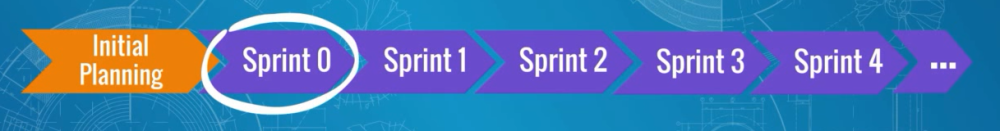 Initial
Planning
Sprint 0
Sprint 1
Sprint 2
Sprint 3
Sprint 4
...